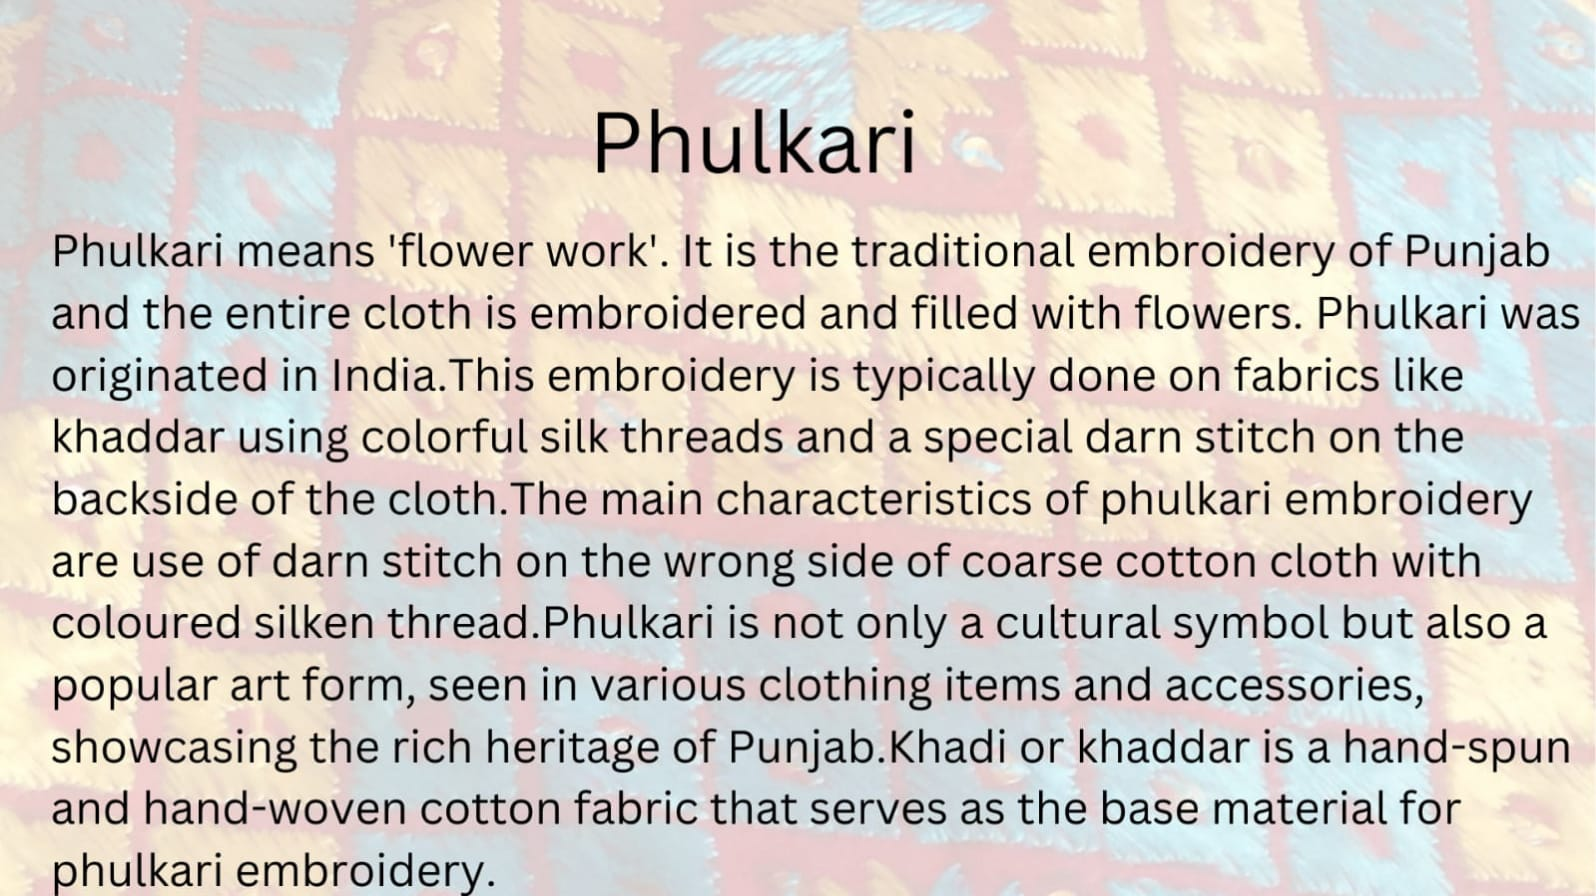 Phulkari
Phulkari means 'flower work'. It is the traditional embroidery of Punjab
and the entire cloth is embroidered and filled with flowers. Phulkari was
originated in India.This embroidery is typically done on fabrics like
khaddar using colorful silk threads and a special darn stitch on the
backside of the cloth.The main characteristics of phulkari embroidery
are use of darn stitch on the wrong side of coarse cotton cloth with
coloured silken thread.Phulkari is not only a cultural symbol but also a
popular art form, seen in various clothing items and accessories,
showcasing the rich heritage of Punjab.Khadi or khaddar is a hand-spun
and hand-woven cotton fabric that serves as the base material for
phulkari embroidery.